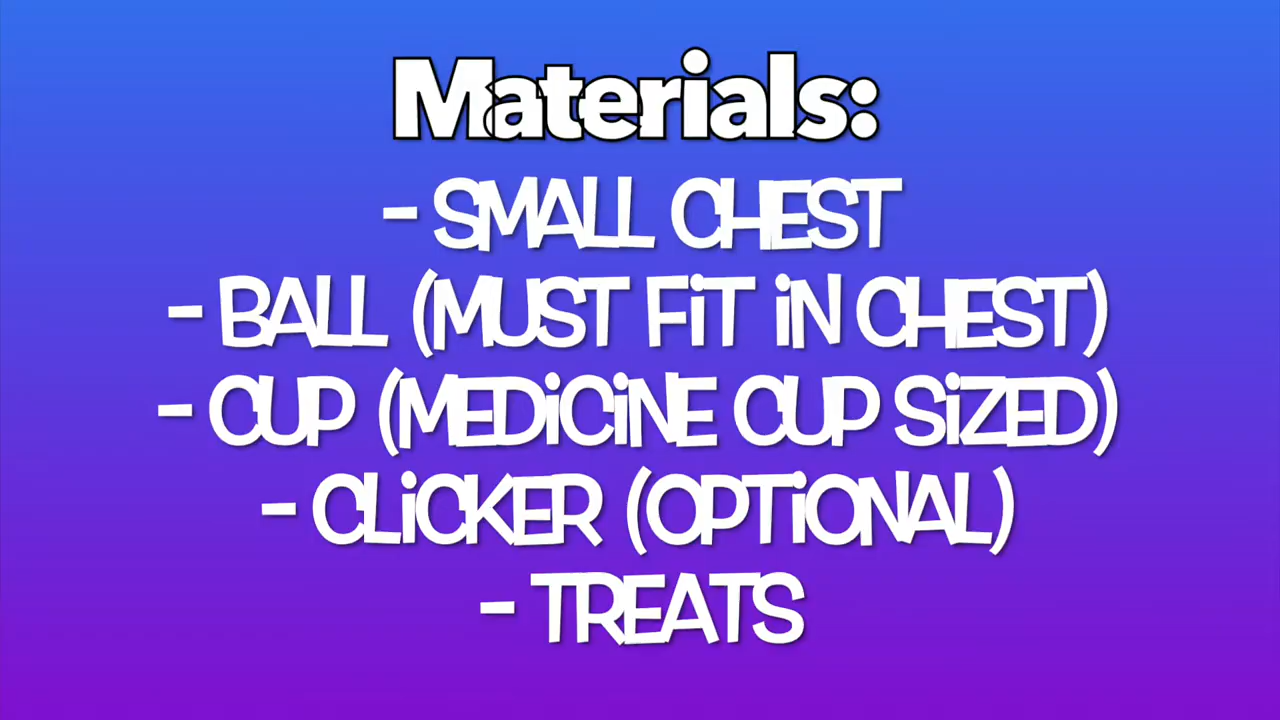 Materials:
- SMALL CHEST
- BALL (MUST FiT iN CHEST)
- CUP (MEDiCiNE CUP SiZED)
- CLiCKER (OPTiONAL)
- TREATS